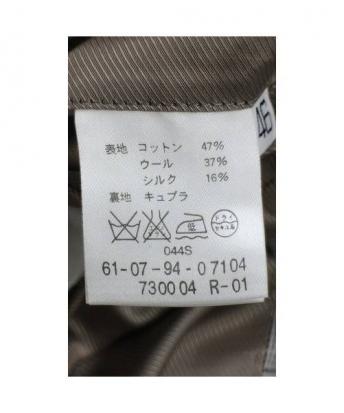 46
表地 コットン 47%
ウール 37%
シルク 16%
裏地 キュプラ
低
ドライ
セキユ系
044S
61-07-94-07104
730004 R-01